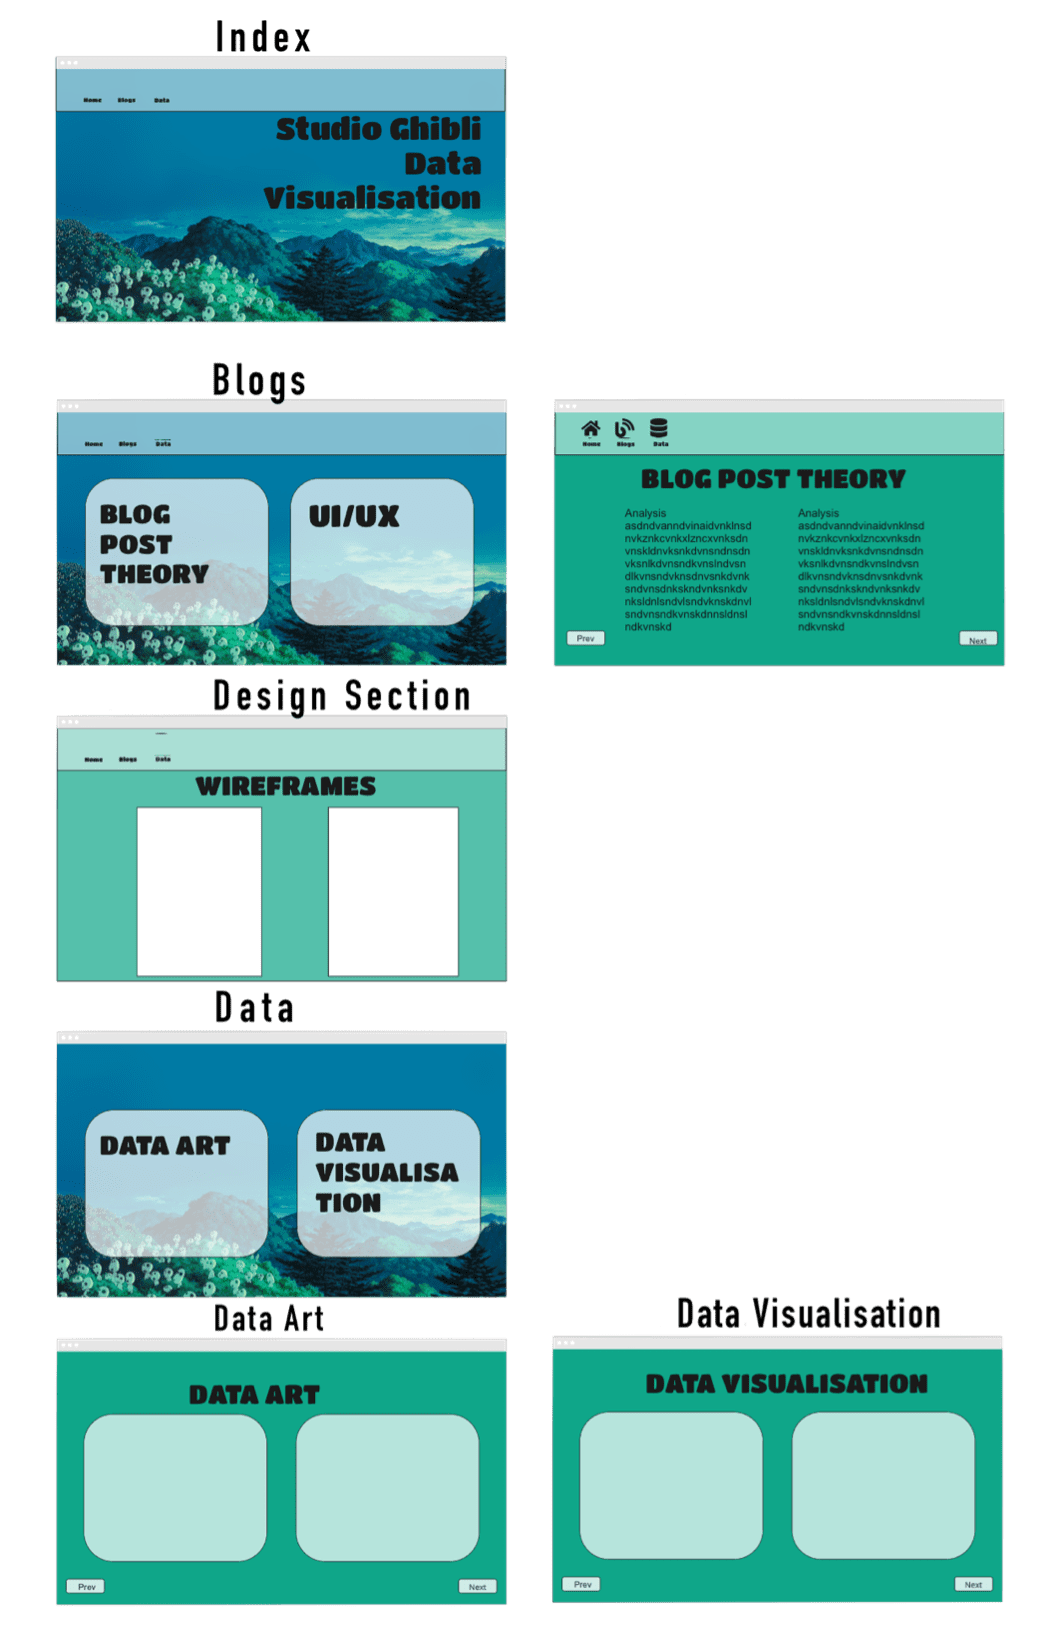 Index
Home Blogs Data
Studio Ghibli
Data
Visualisation
Blogs
Home Blogs Data
BLOG
POST
THEORY
UI/UX
Home Blogs Data
BLOG POST THEORY
Analysis
asdndvanndvinaidvnklnsd
nvkznkcvnkxlzncxvnksdn
vnskldnvksnkdvnsndnsdn
vksnlkdvnsndkvnslndvsn
dlkvnsndvknsdnvsnkdvnk
sndvnsdnkskndvnksnkdv
nksldnlsndvlsndvknskdnvl
sndvnsndkvnskdnnsldnsl
ndkvnskd
Analysis
asdndvanndvinaidvnklnsd
nvkznkcvnkxlzncxvnksdn
vnskldnvksnkdvnsndnsdn
vksnlkdvnsndkvnslndvsn
dlkvnsndvknsdnvsnkdvnk
sndvnsdnkskndvnksnkdv
nksldnlsndvlsndvknskdnvl
sndvnsndkvnskdnnsldnsl
ndkvnskd
Prev
Next
Design Section
Home Blogs Data
WIREFRAMES
Data
DATA ART
DATA
VISUALISA
TION
Data Art
DATA ART
Prev
Next
Data Visualisation
DATA VISUALISATION
Prev
Next